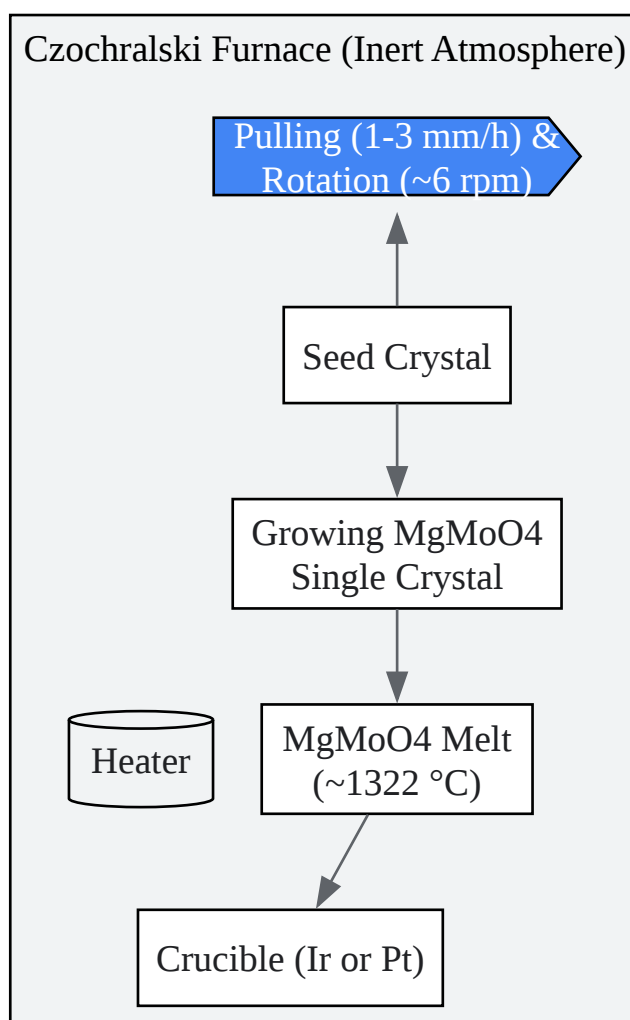 Czochralski Furnace (Inert Atmosphere)
Pulling (1-3 mm/h) &
Rotation (~6 rpm)
Seed Crystal
Growing MgMoO4
Single Crystal
Heater
MgMoO4 Melt
(~1322 °C)
Crucible (Ir or Pt)